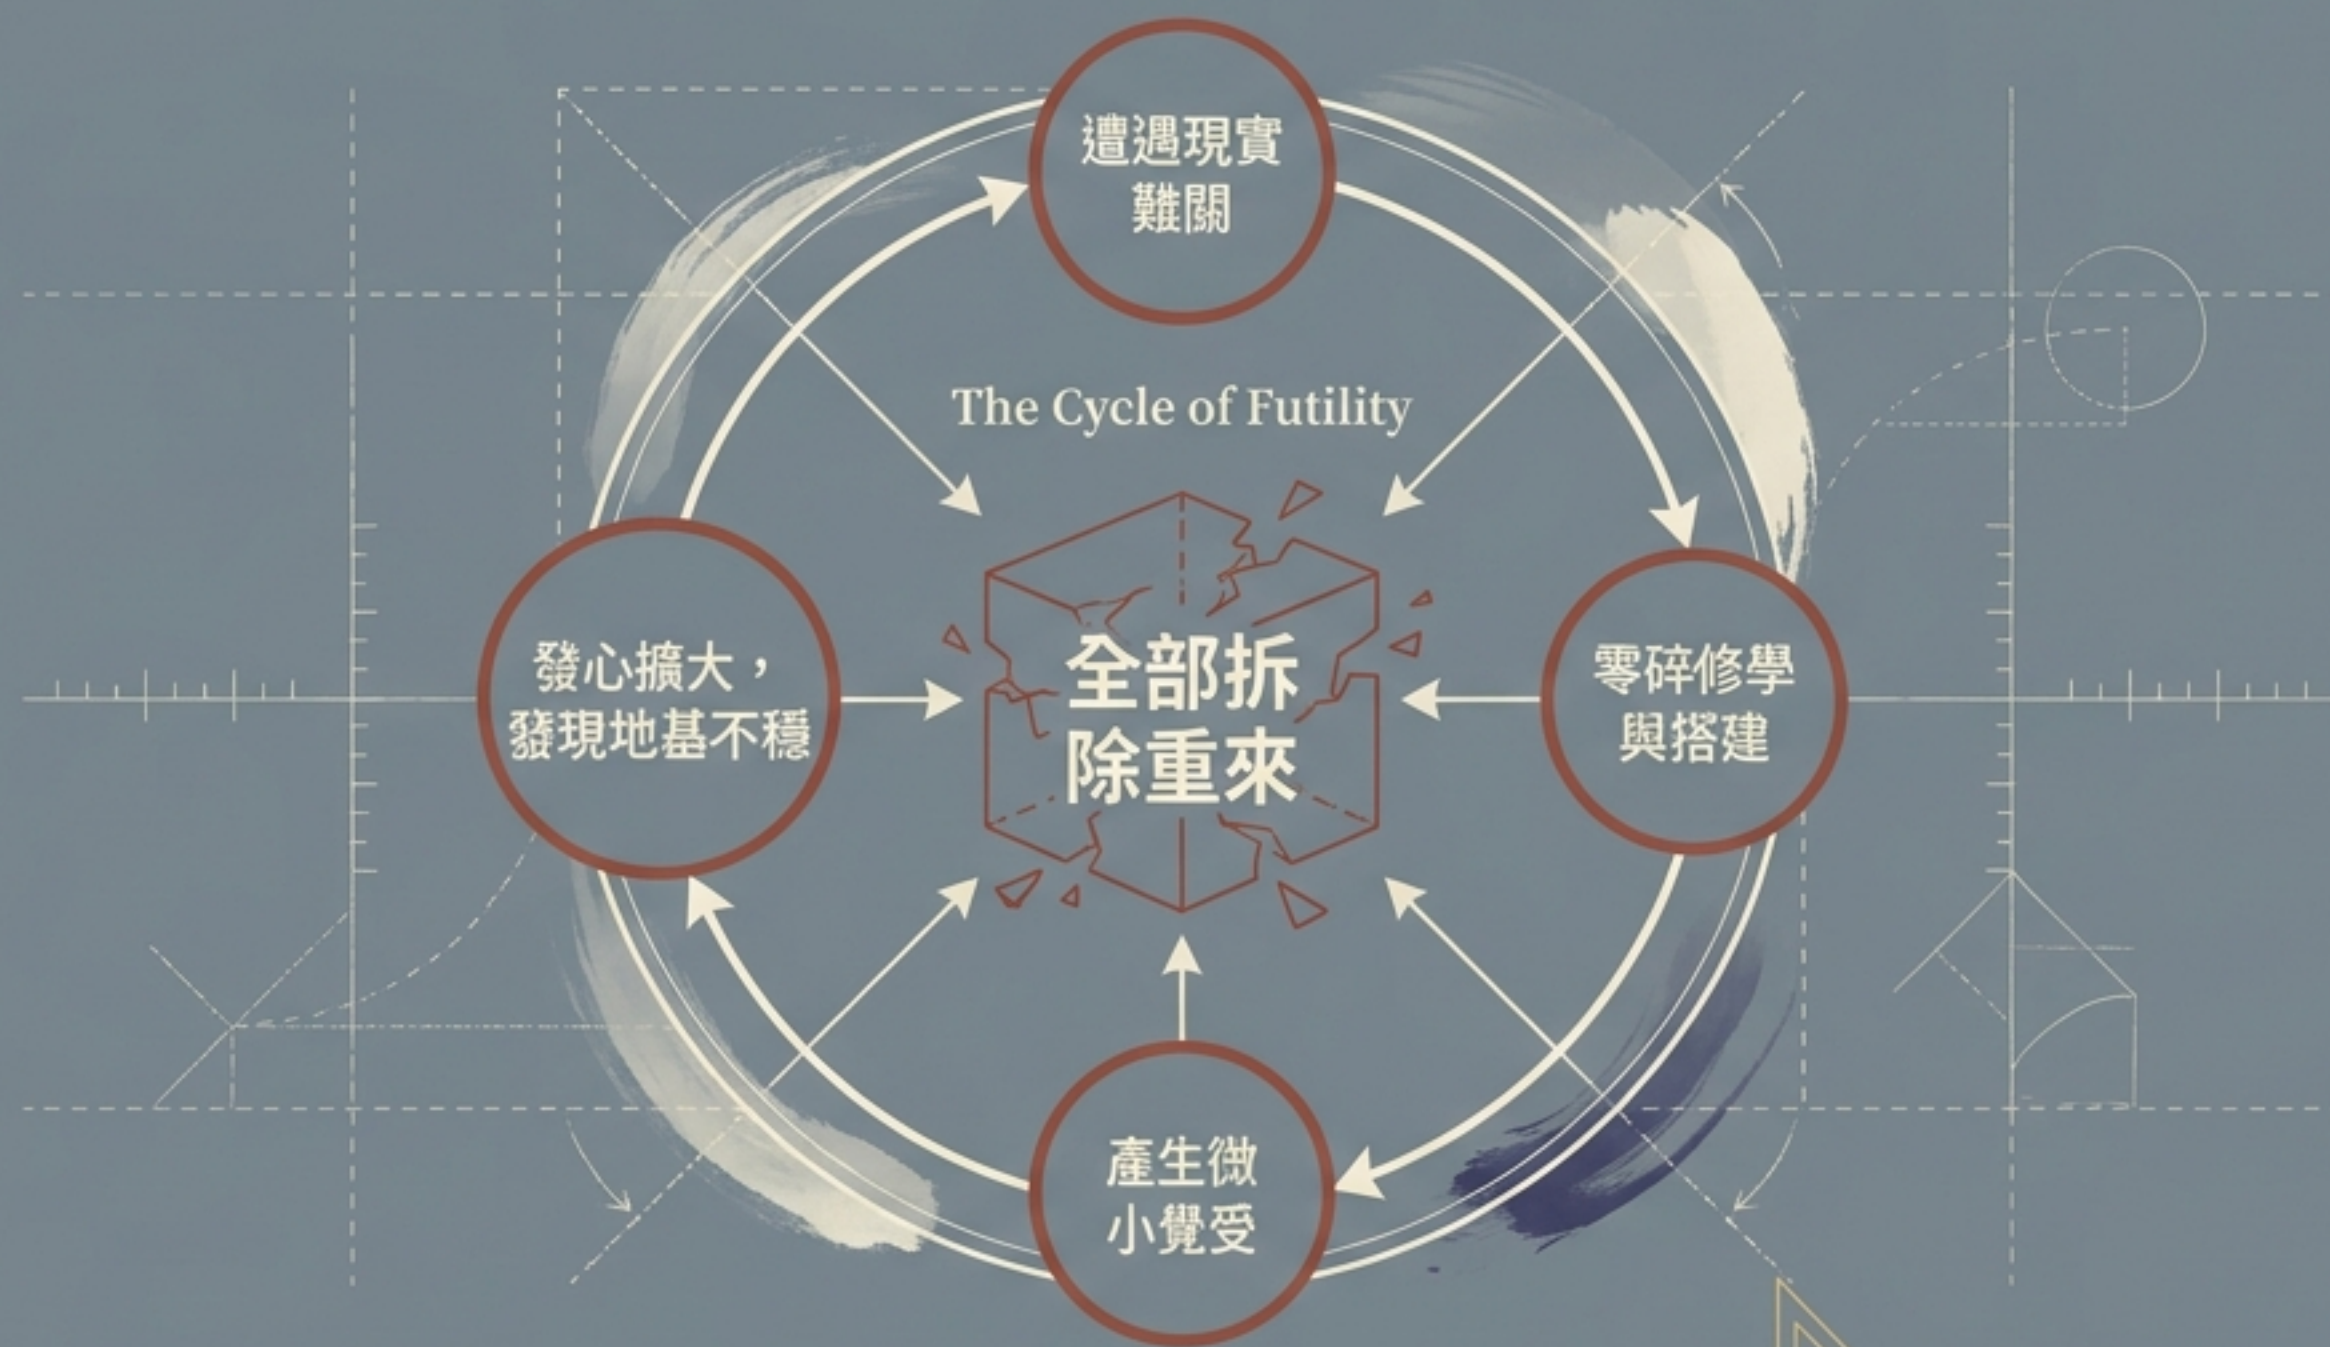 遭遇現實
難關
The Cycle of Futility
發心擴大，
發現地基不穩
全部拆
除重來
零碎修學
與搭建
產生微
小覺受